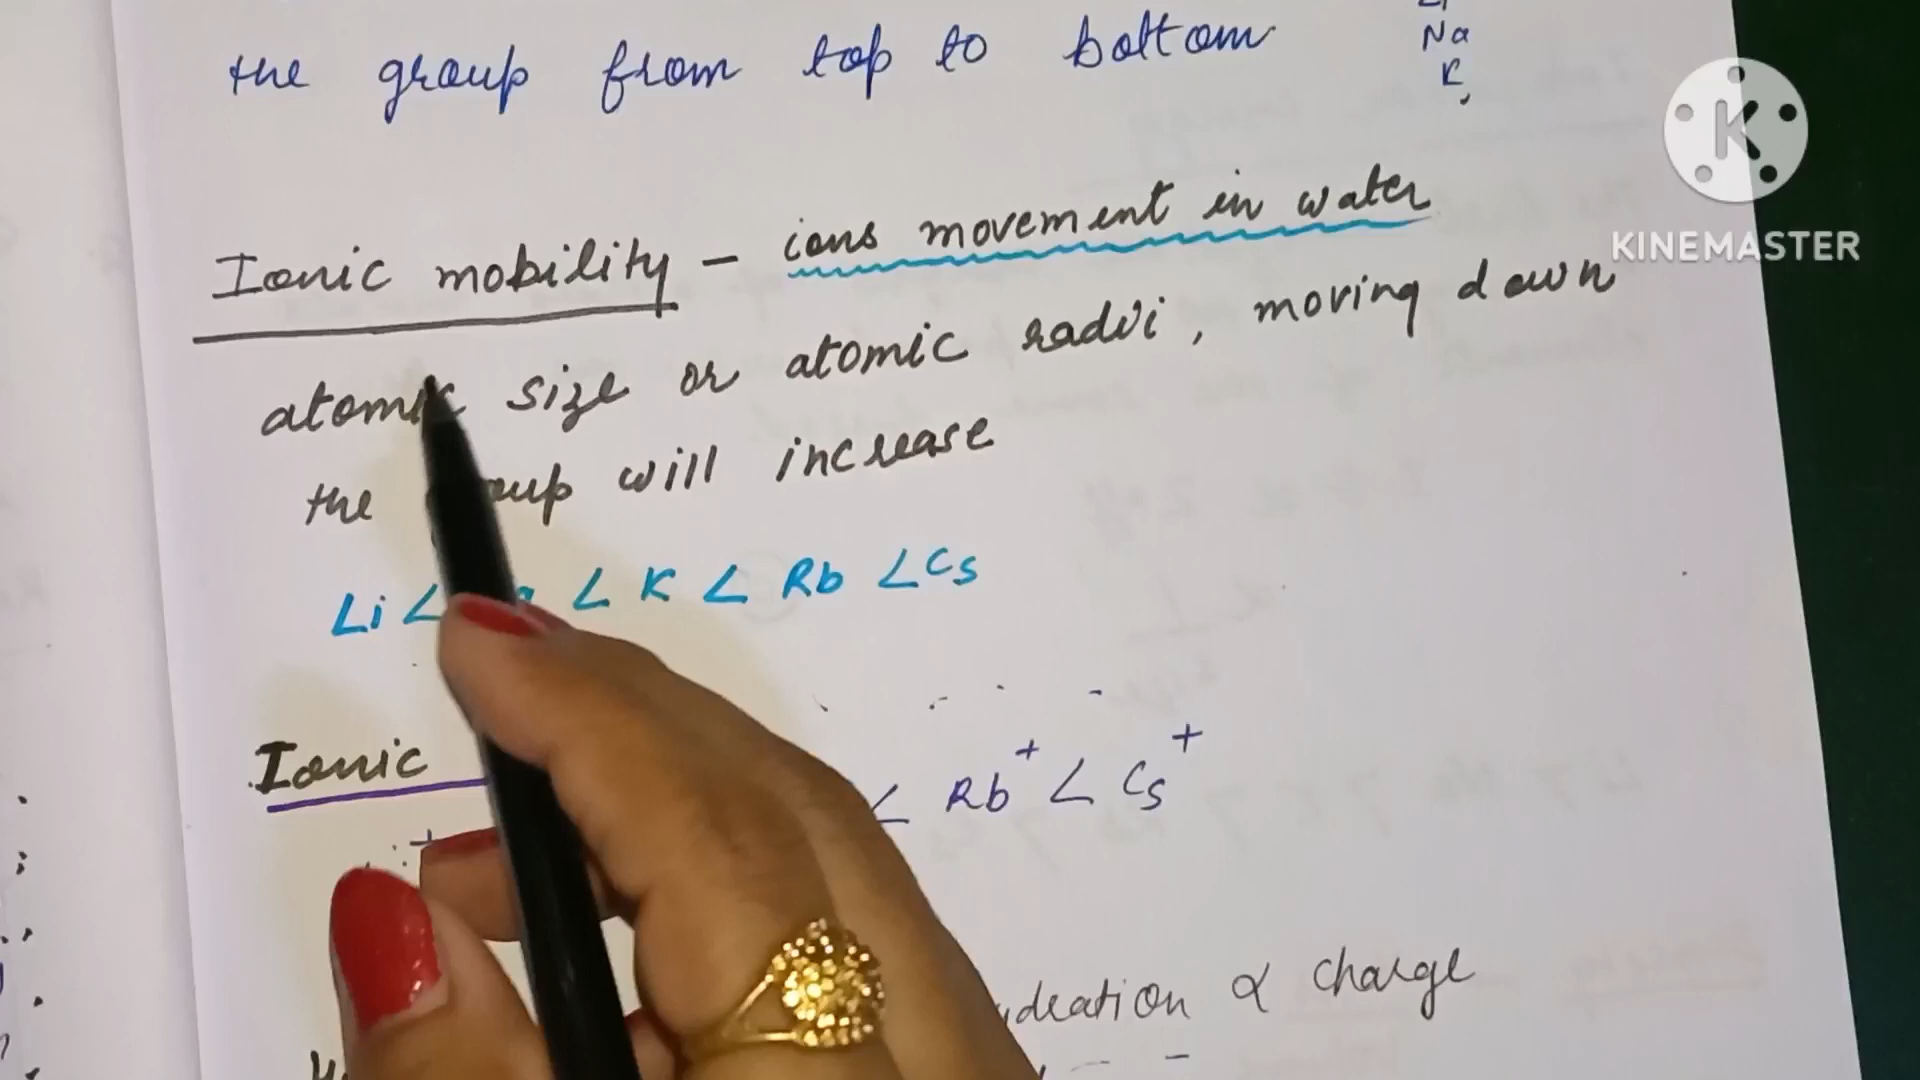 the group from top to bottom
Na
K
KINEMASTER
Ionic mobility - ions movement in water
atomic size or atomic radii, moving down
the will increase
Li < < K < Rb < Cs
Ionic
< Rb+ < Cs+
∝ charge